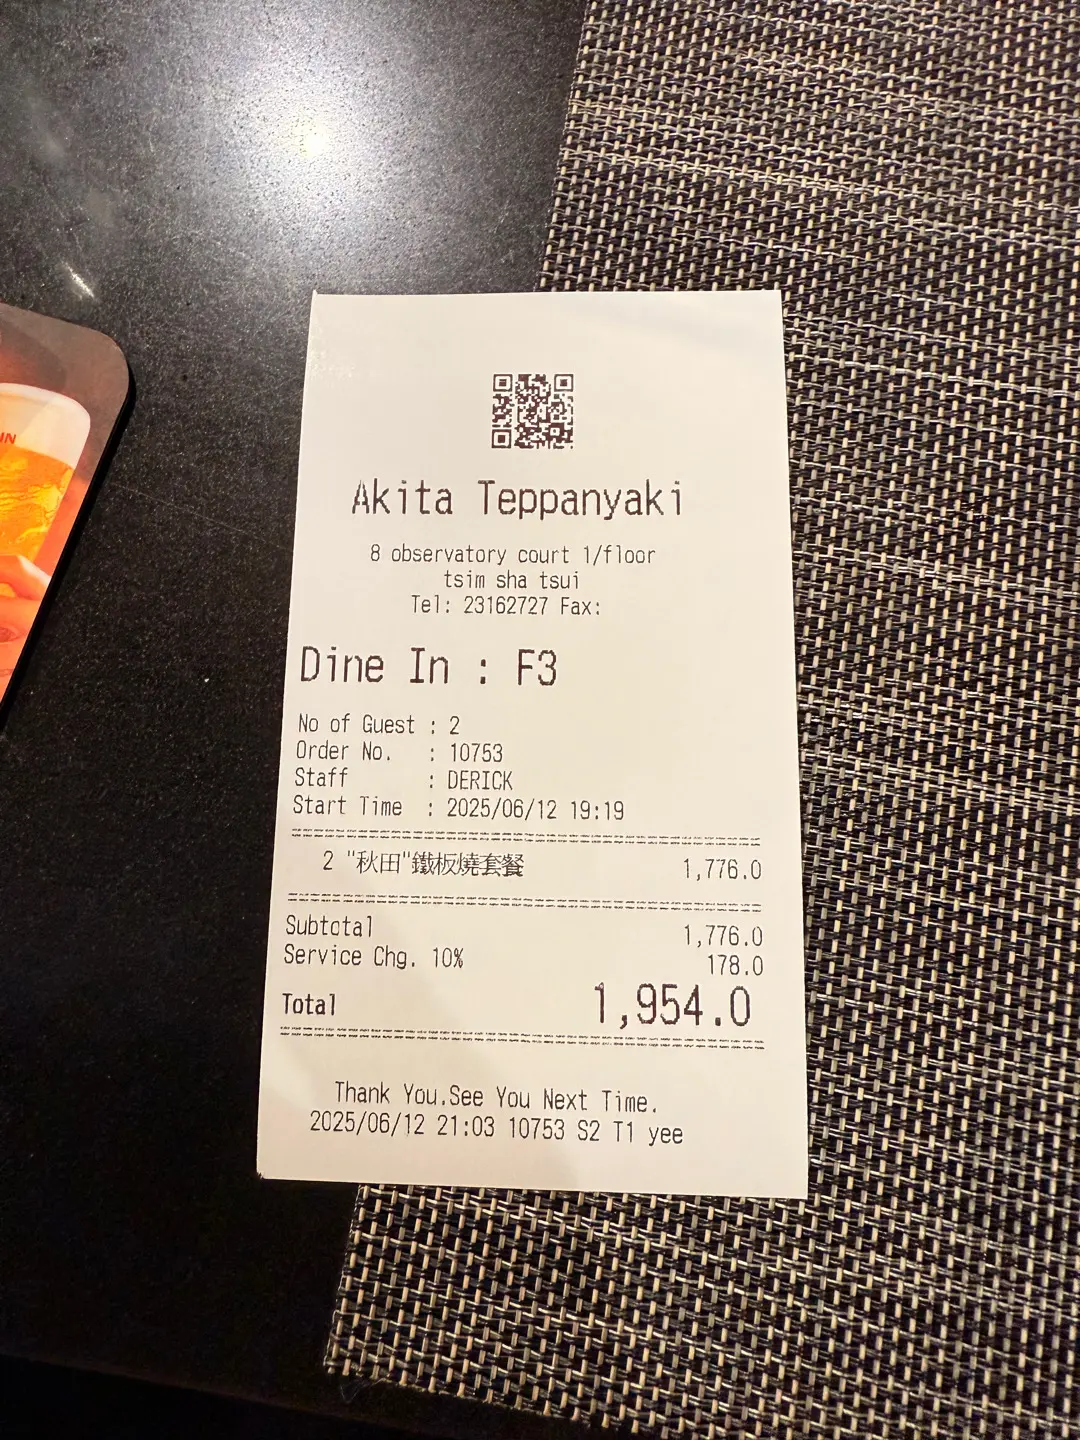 IN
Akita Teppanyaki
8 observatory court 1/floor
tsim sha tsui
Tel: 23162727 Fax:
Dine In : F3
No of Guest : 2
Order No. : 10753
Staff : DERICK
Start Time : 2025/06/12 19:19
2 "秋田"鐵板燒套餐 1,776.0
Subtotal 1,776.0
Service Chg. 10% 178.0
Total 1,954.0
Thank You.See You Next Time.
2025/06/12 21:03 10753 S2 T1 yee